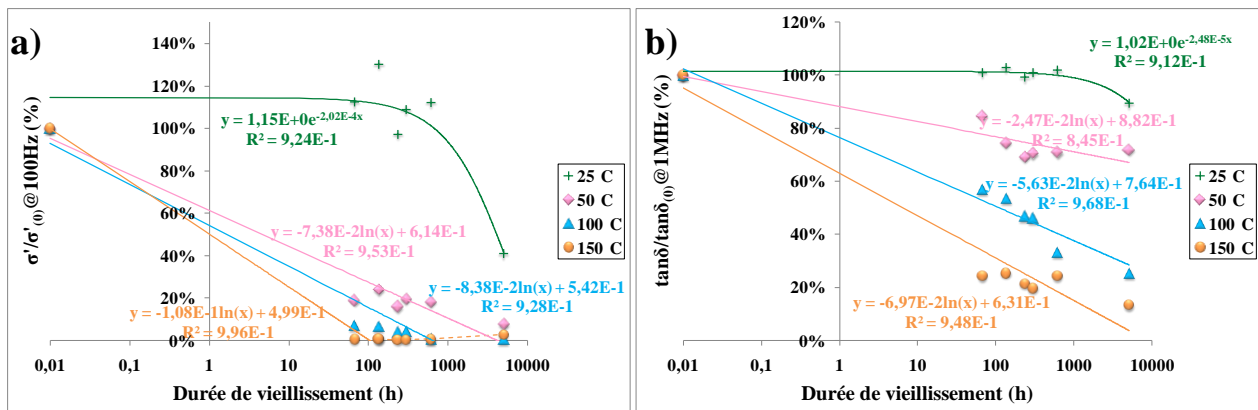 a)
σ'/σ'(0)@100Hz (%)
140%
120%
100%
80%
60%
40%
20%
0%
y = 1,15E+0e-2,02E-4x
R² = 9,24E-1
y = -7,38E-2ln(x) + 6,14E-1
R² = 9,53E-1
y = -8,38E-2ln(x) + 5,42E-1
R² = 9,28E-1
y = -1,08E-1ln(x) + 4,99E-1
R² = 9,96E-1
25 C
50 C
100 C
150 C
0,01
1
10
100
1000
10000
Durée de vieillissement (h)
b)
tanδ/tanδ(0)@1MHz (%)
120%
100%
80%
60%
40%
20%
0%
y = 1,02E+0e-2,48E-5x
R² = 9,12E-1
y = -2,47E-2ln(x) + 8,82E-1
R² = 8,45E-1
y = -5,63E-2ln(x) + 7,64E-1
R² = 9,68E-1
y = -6,97E-2ln(x) + 6,31E-1
R² = 9,48E-1
25 C
50 C
100 C
150 C
0,01
1
10
100
1000
10000
Durée de vieillissement (h)